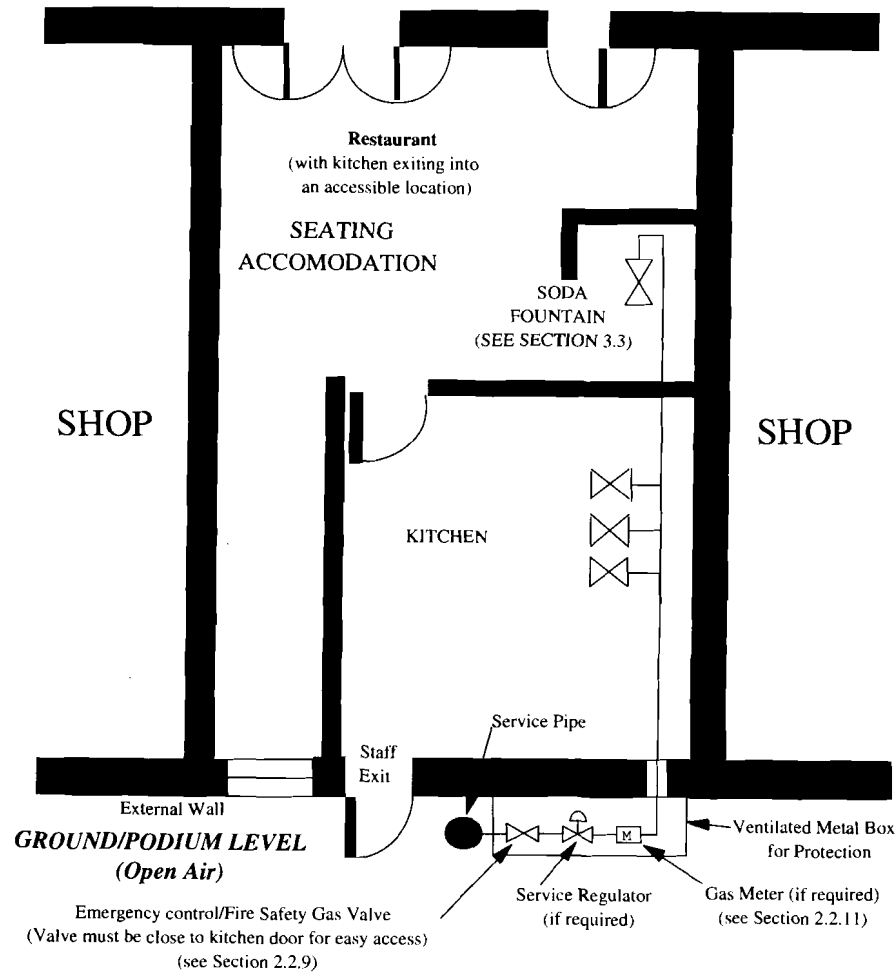 Restaurant
(with kitchen exiting into
an accessible location)
SEATING
ACCOMODATION
SODA
FOUNTAIN
(SEE SECTION 3.3)
SHOP
SHOP
KITCHEN
Service Pipe
Staff
Exit
External Wall
GROUND/PODIUM LEVEL
(Open Air)
M
Ventilated Metal Box
for Protection
Service Regulator
(if required)
Gas Meter (if required)
(see Section 2.2.11)
Emergency control/Fire Safety Gas Valve
(Valve must be close to kitchen door for easy access)
(see Section 2.2.9)